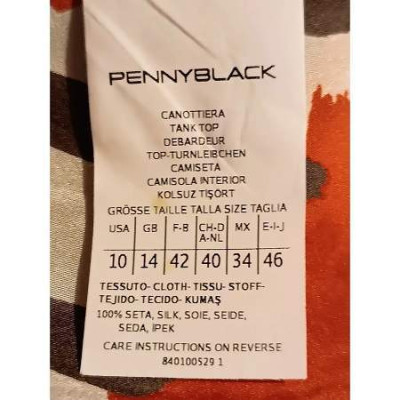 PENNYBLACK
CANOTTIERA
TANK TOP
DEBARDEUR
TOP-TURNLEIBCHEN
CAMISETA
CAMISOLA INTERIOR
KOLSUZ TIŞÖRT
GRÖSSE TAILLE TALLA SIZE TAGLIA
USA GB F-B CH-D A-NL MX E-I-J
10 14 42 40 34 46
TESSUTO- CLOTH- TISSU- STOFF-
TEJIDO- TECIDO- KUMAŞ
100% SETA, SILK, SOIE, SEIDE,
SEDA, İPEK
CARE INSTRUCTIONS ON REVERSE
840100529 1